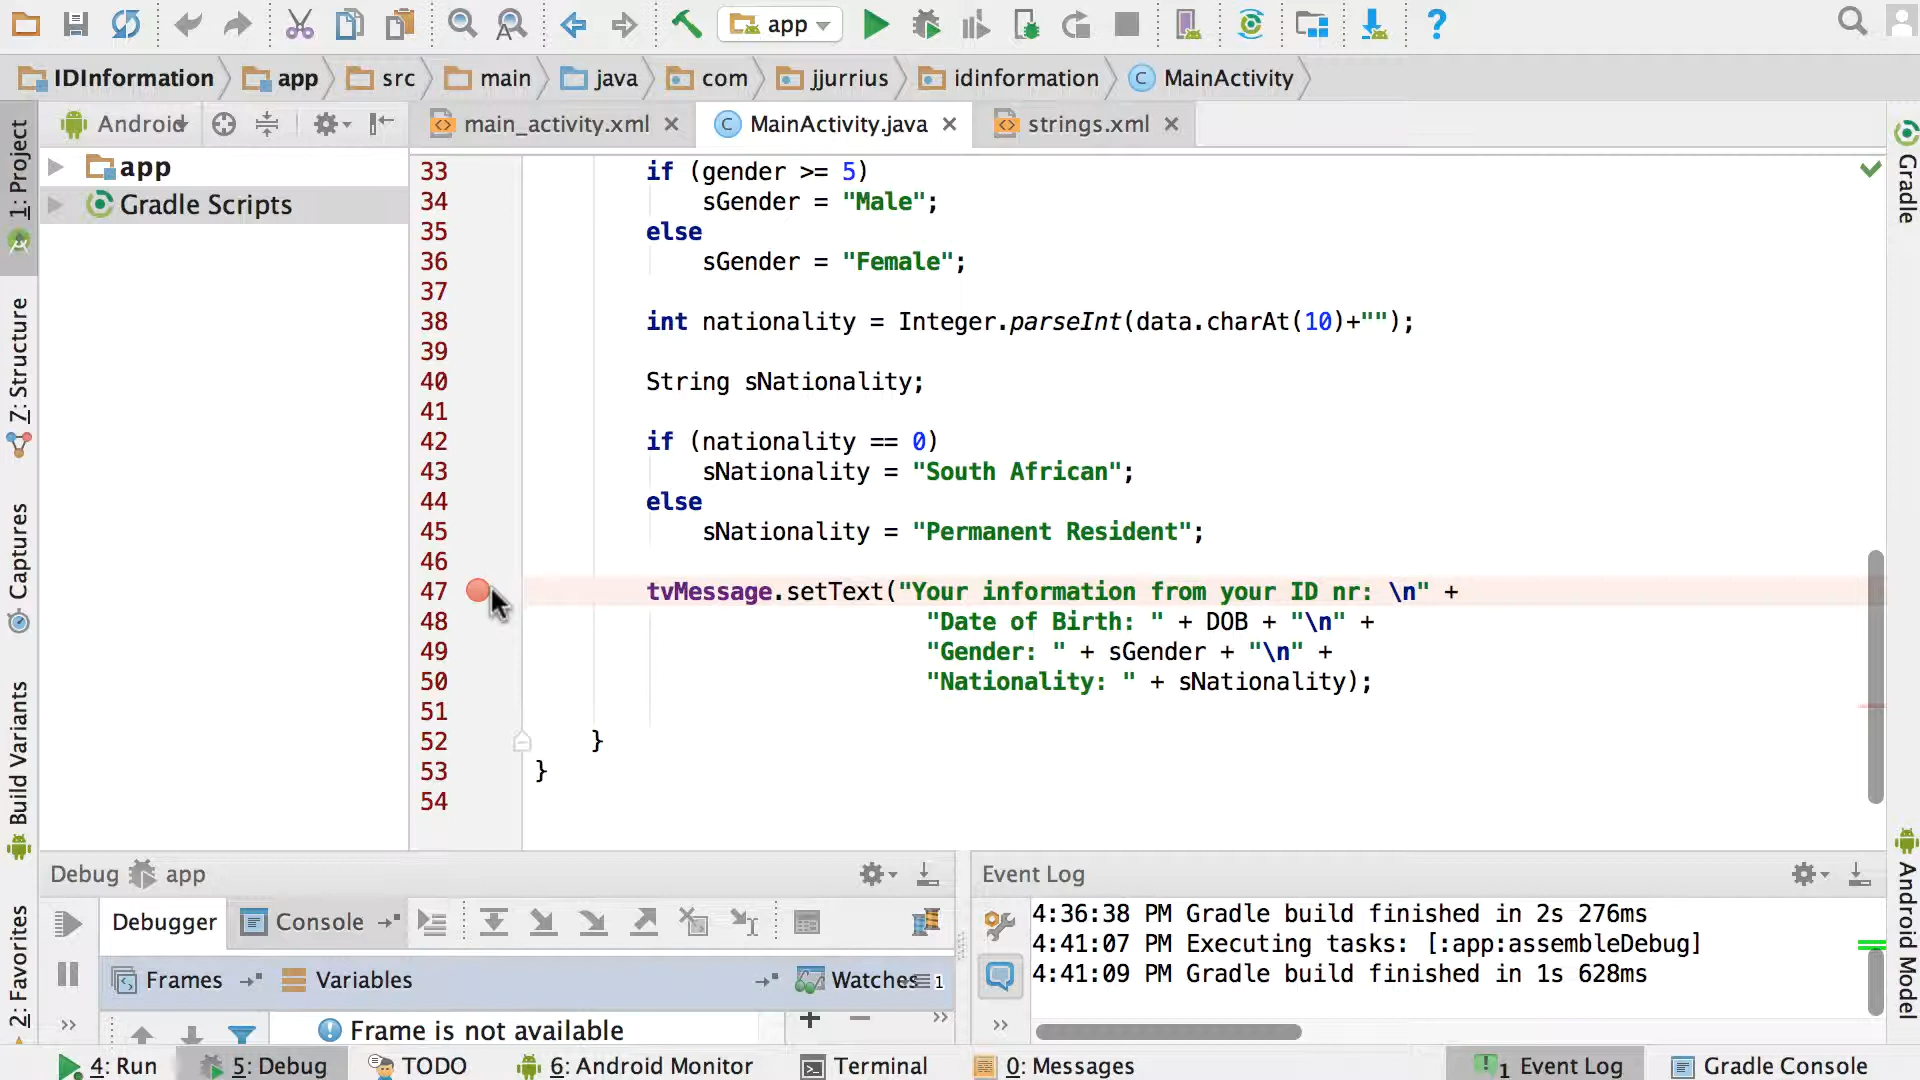 app
IDInformation app src main java com jjurrius idinformation MainActivity
1: Project
Z: Structure
Captures
Build Variants
2: Favorites
Android
app
Gradle Scripts
main_activity.xml MainActivity.java strings.xml
33 if (gender >= 5)
34 sGender = "Male";
35 else
36 sGender = "Female";
37
38 int nationality = Integer.parseInt(data.charAt(10)+"");
39
40 String sNationality;
41
42 if (nationality == 0)
43 sNationality = "South African";
44 else
45 sNationality = "Permanent Resident";
46
47 tvMessage.setText("Your information from your ID nr: \n" +
48 "Date of Birth: " + DOB + "\n" +
49 "Gender: " + sGender + "\n" +
50 "Nationality: " + sNationality);
51
52 }
53 }
54
Gradle
Android Model
Debug app
Debugger Console
Frames Variables Watches 1
Frame is not available
Event Log
4:36:38 PM Gradle build finished in 2s 276ms
4:41:07 PM Executing tasks: [:app:assembleDebug]
4:41:09 PM Gradle build finished in 1s 628ms
4: Run 5: Debug TODO 6: Android Monitor Terminal 0: Messages 1 Event Log Gradle Console